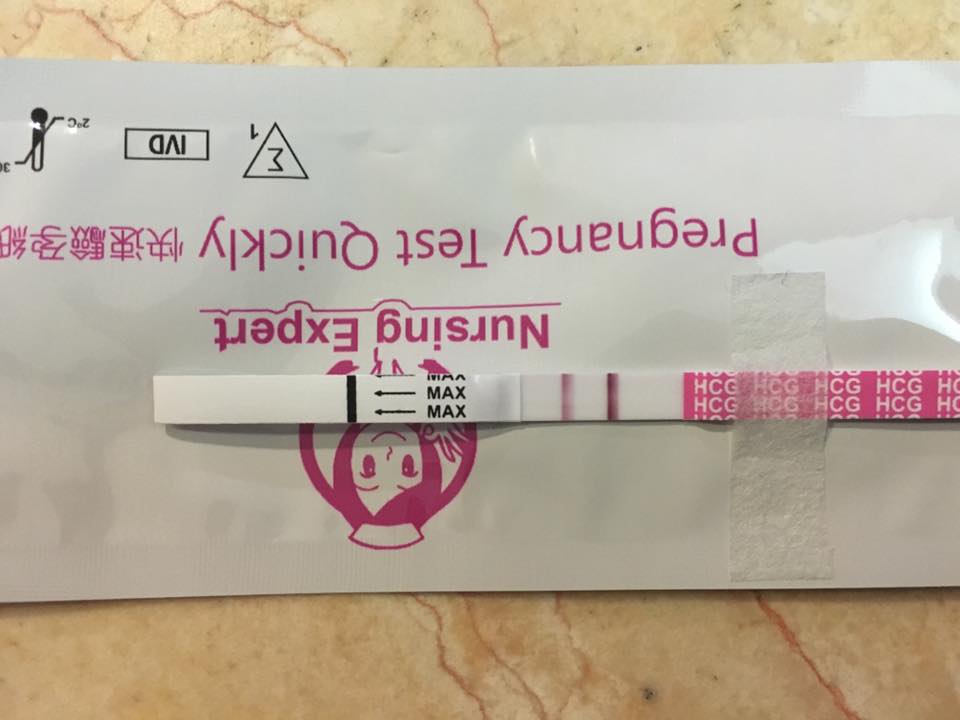 Nursing Expert
Pregnancy Test Quickly 快速驗孕紙
Σ 1 IVD 2°C 30
MAX
MAX
MAX
HCG HCG HCG HCG HCG
HCG HCG HCG HCG HCG